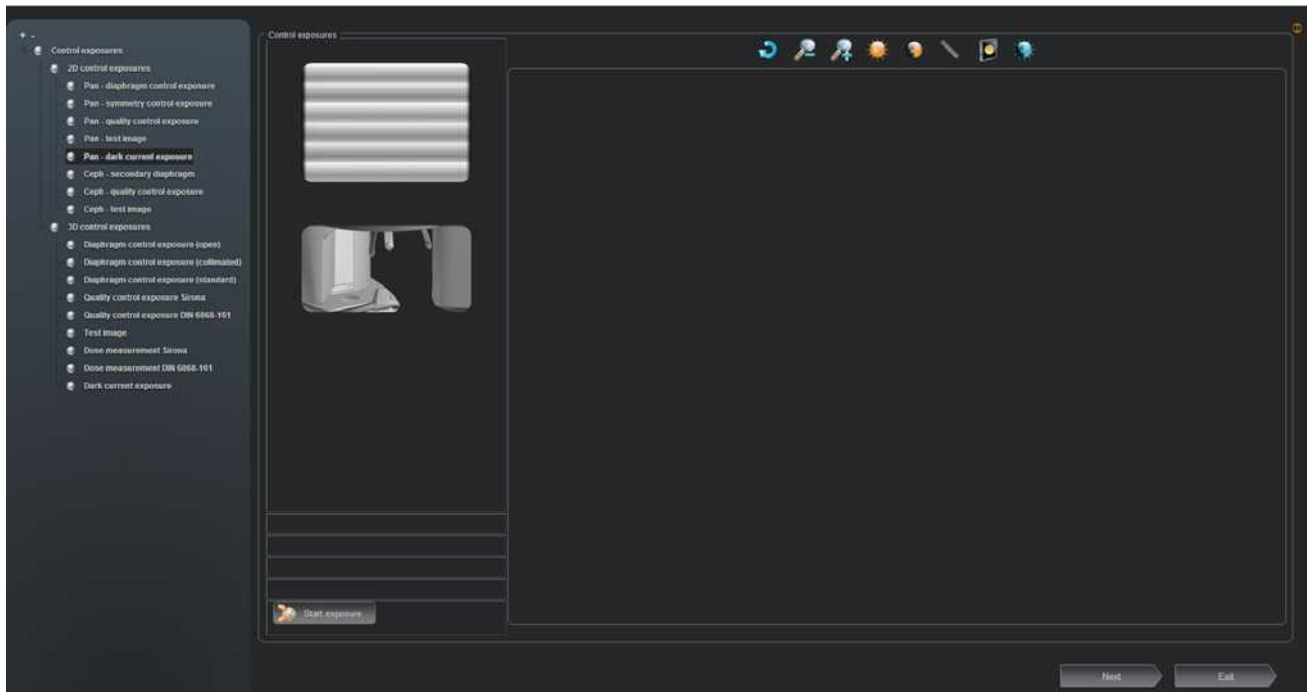 + -
Control exposures
2D control exposures
Pan - diaphragm control exposure
Pan - symmetry control exposure
Pan - quality control exposure
Pan - test image
Pan - dark current exposure
Ceph - secondary diaphragm
Ceph - quality control exposure
Ceph - test image
3D control exposures
Diaphragm control exposure (open)
Diaphragm control exposure (collimated)
Diaphragm control exposure (standard)
Quality control exposure Sirona
Quality control exposure DIN 6868-161
Test image
Dose measurement Sirona
Dose measurement DIN 6868-161
Dark current exposure
Control exposures
Start exposure
Next
Exit